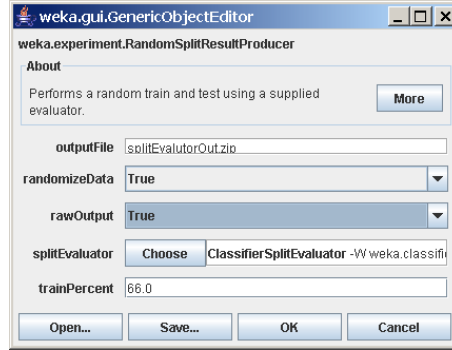 weka.gui.GenericObjectEditor
weka.experiment.RandomSplitResultProducer
About
Performs a random train and test using a supplied
evaluator.
More
outputFile splitEvalutorOut.zip
randomizeData True
rawOutput True
splitEvaluator Choose ClassifierSplitEvaluator -W weka.classifi
trainPercent 66.0
Open... Save... OK Cancel